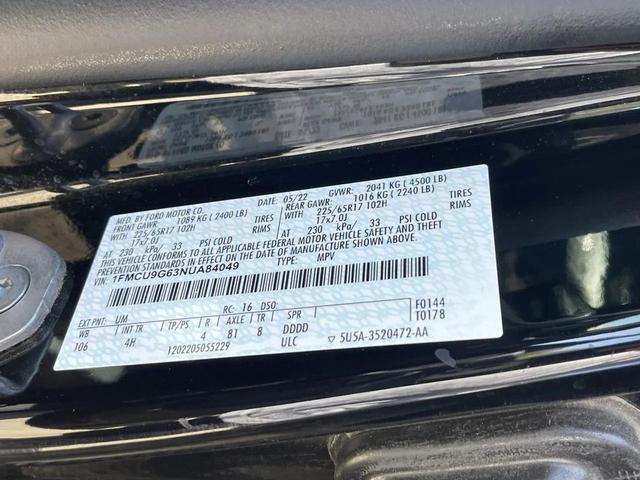 MFD. BY FORD MOTOR CO.
DATE: 05/22 GVWR: 2041 KG ( 4500 LB)
FRONT GAWR: 1089 KG ( 2400 LB) REAR GAWR: 1016 KG ( 2240 LB)
225/65R17 102H TIRES WITH 225/65R17 102H TIRES
17x7.0J RIMS 17x7.0J RIMS
AT 230 kPa/ 33 PSI COLD AT 230 kPa/ 33 PSI COLD
THIS VEHICLE CONFORMS TO ALL APPLICABLE FEDERAL MOTOR VEHICLE SAFETY AND THEFT
PREVENTION STANDARDS IN EFFECT ON THE DATE OF MANUFACTURE SHOWN ABOVE.
VIN: 1FMCU9G63NUA84049 TYPE: MPV
EXT PNT: UM RC: 16 DSO: F0144
WB INT TR TP/PS R AXLE TR SPR T0178
106 4H 4 81 8 DDDD
1202205055229 ULC ▽ 5U5A-3520472-AA